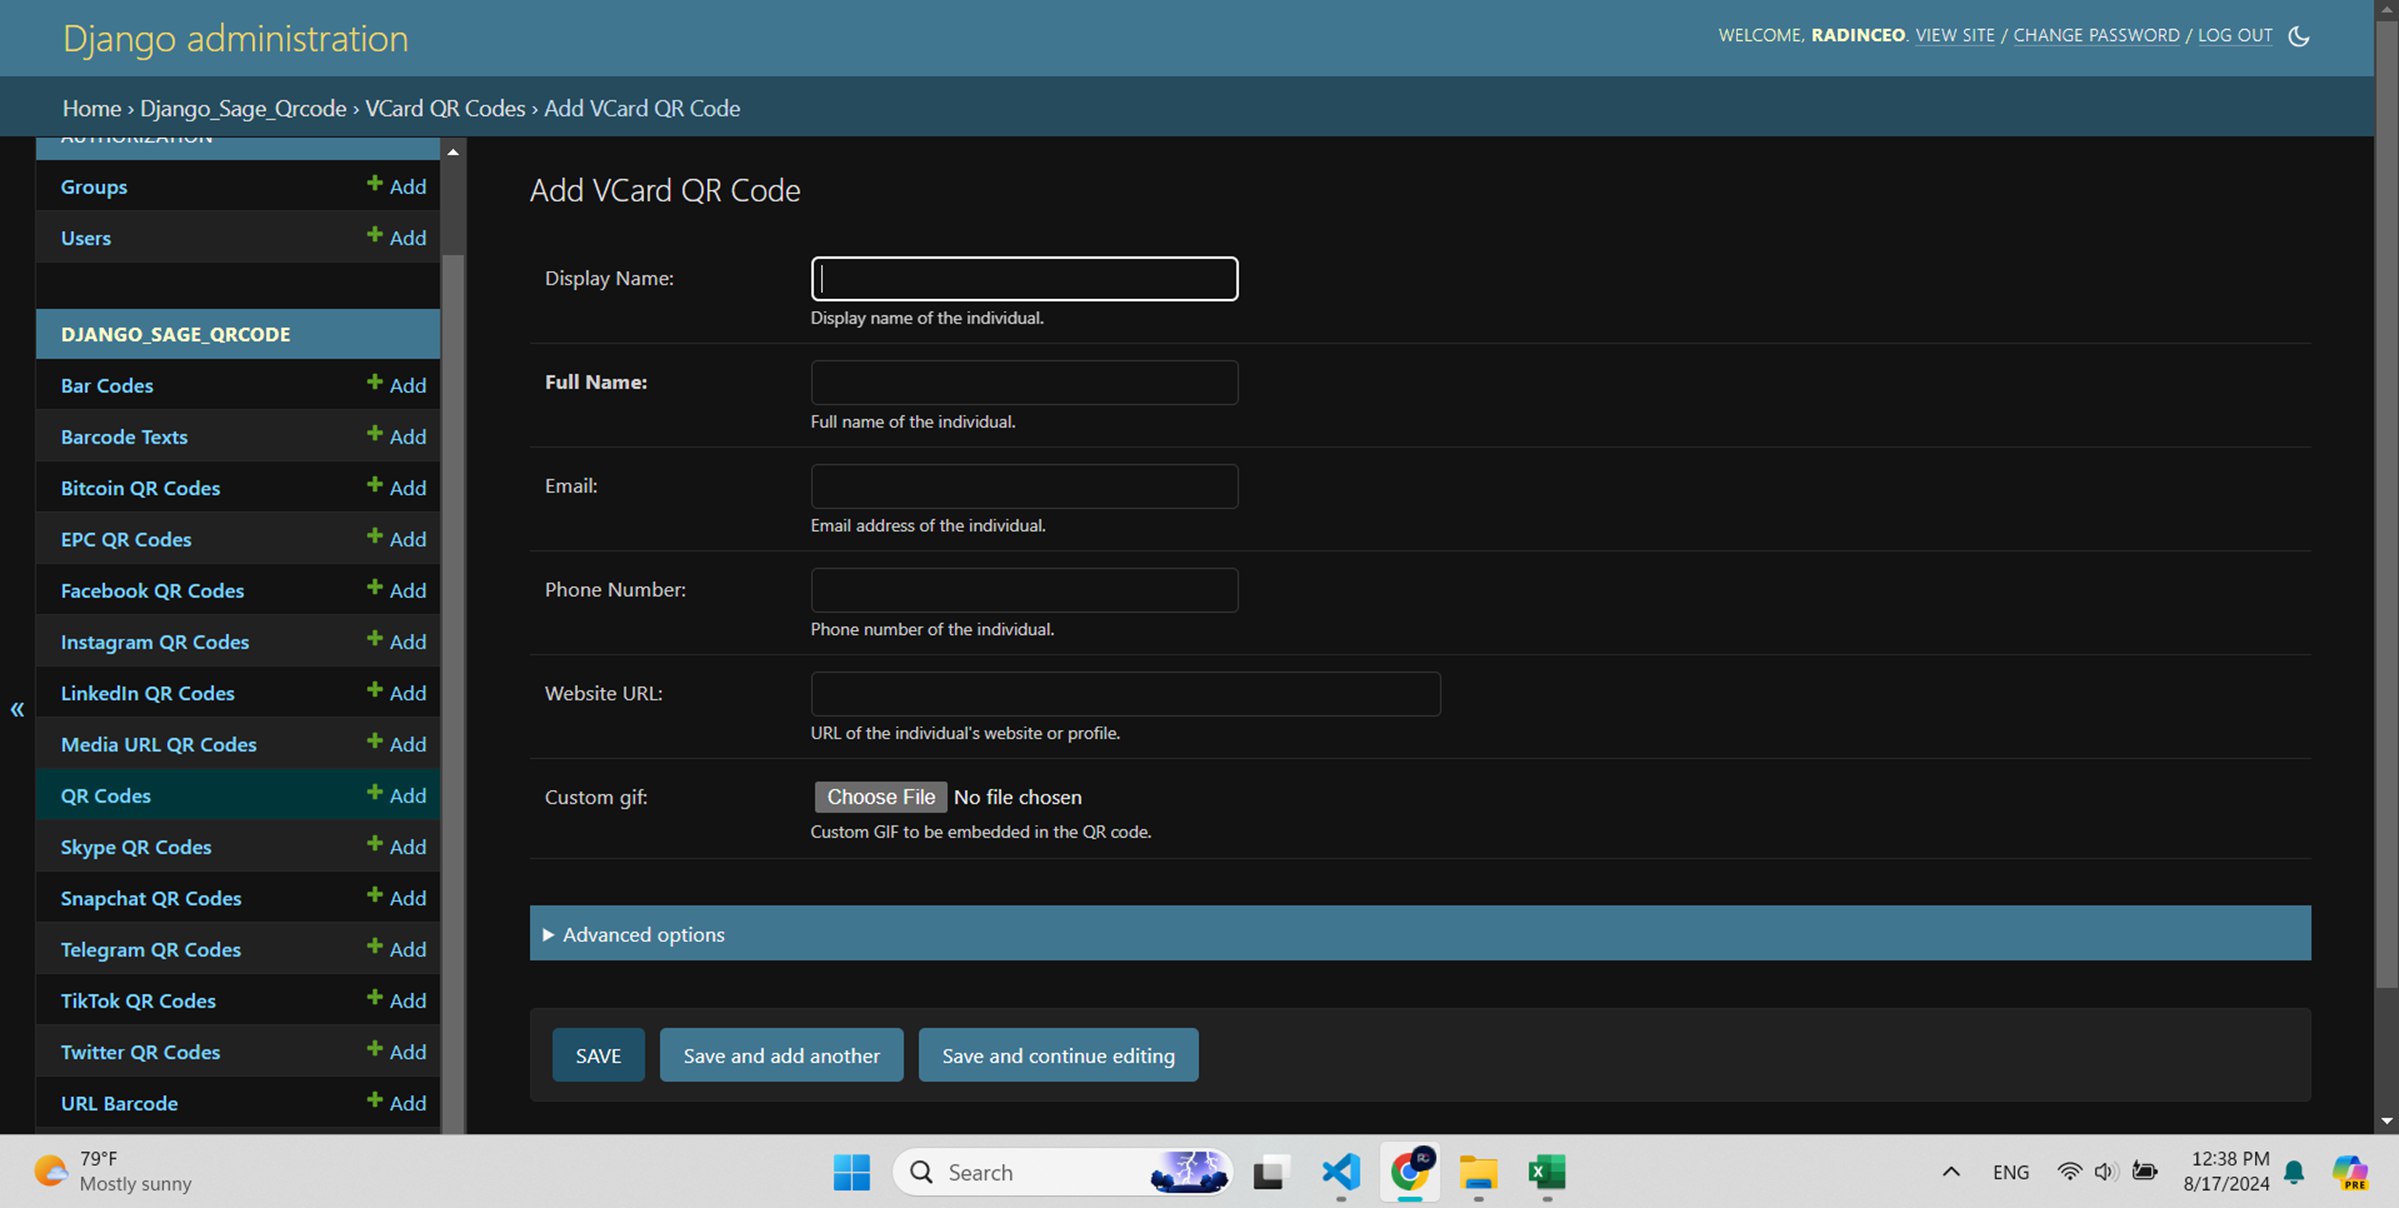 Django administration
WELCOME, RADINCEO. VIEW SITE / CHANGE PASSWORD / LOG OUT
Home › Django_Sage_Qrcode › VCard QR Codes › Add VCard QR Code
AUTHORIZATION
Groups Add
Users Add
DJANGO_SAGE_QRCODE
Bar Codes Add
Barcode Texts Add
Bitcoin QR Codes Add
EPC QR Codes Add
Facebook QR Codes Add
Instagram QR Codes Add
LinkedIn QR Codes Add
Media URL QR Codes Add
QR Codes Add
Skype QR Codes Add
Snapchat QR Codes Add
Telegram QR Codes Add
TikTok QR Codes Add
Twitter QR Codes Add
URL Barcode Add
«
Add VCard QR Code
Display Name:
Display name of the individual.
Full Name:
Full name of the individual.
Email:
Email address of the individual.
Phone Number:
Phone number of the individual.
Website URL:
URL of the individual's website or profile.
Custom gif: Choose File No file chosen
Custom GIF to be embedded in the QR code.
Advanced options
SAVE Save and add another Save and continue editing
79°F
Mostly sunny
Search
ENG
12:38 PM
8/17/2024
PRE